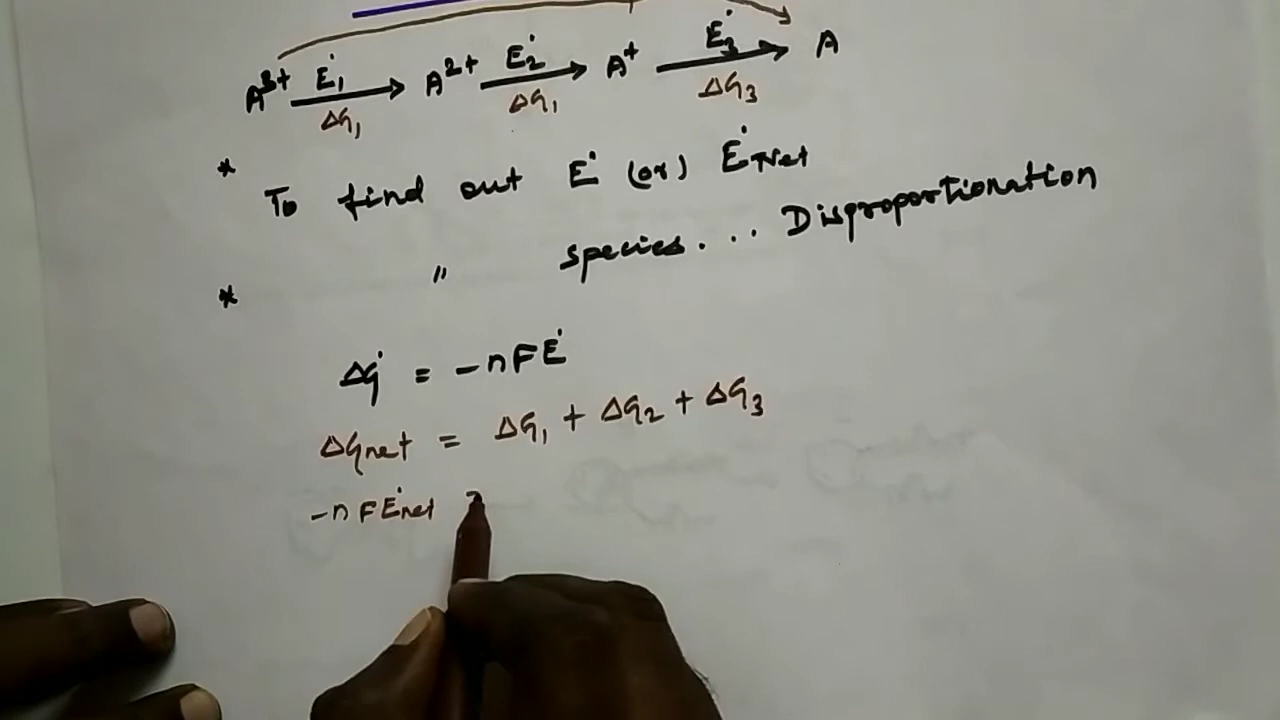 A³⁺ E°₁ → A²⁺ E°₂ → A⁺ E°₃ → A
ΔG₁ ΔG₁ ΔG₃
* To find out E° (or) E°Net
* " species... Disproportionation
ΔG° = -nFE°
ΔGnet = ΔG₁ + ΔG₂ + ΔG₃
-nFE°net